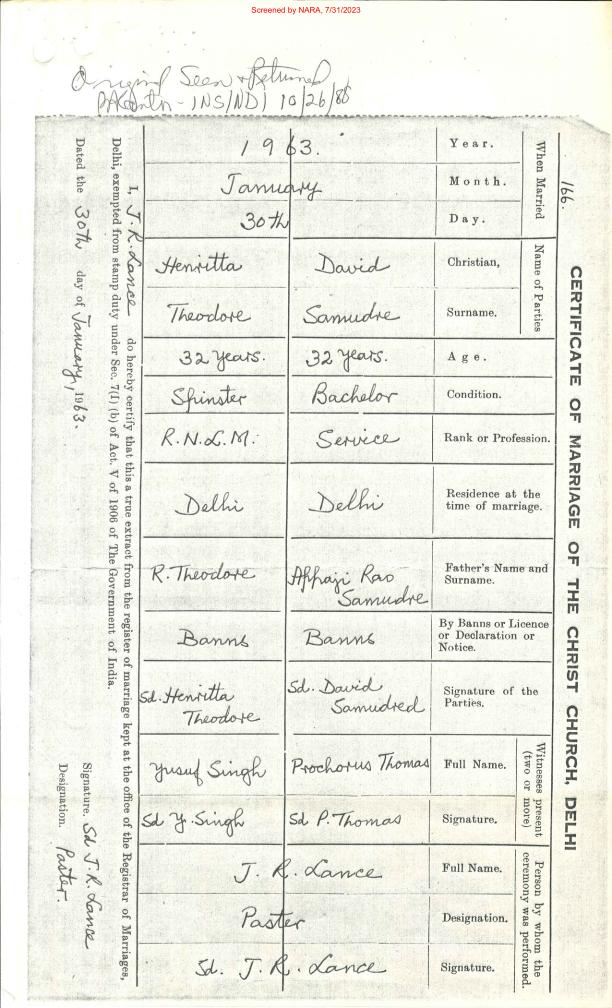 Screened by NARA, 7/31/2023
Original Seen & Returned
INS/NDI 10/26/88
166.
CERTIFICATE OF MARRIAGE OF THE CHRIST CHURCH, DELHI
When Married
Year.
1963.
Month.
January
Day.
30th
Name of Parties
Christian,
David
Henritta
Surname.
Samudre
Theodore
Age.
32 years.
32 years.
Condition.
Bachelor
Spinster
Rank or Profession.
Service
R.N.&.M.
Residence at the
time of marriage.
Delhi
Delhi
Father's Name and
Surname.
Appaji Rao
Samudre
R. Theodore
By Banns or Licence
or Declaration or
Notice.
Banns
Banns
Signature of the
Parties.
Sd. David
Samudred
Sd. Henritta
Theodore
Witnesses present
(two or more)
Full Name.
Prochorus Thomas
Yusuf Singh
Signature.
Sd P. Thomas
Sd Y. Singh
Person by whom the
ceremony was performed.
Full Name.
J. R. Lance
Designation.
Paster
Signature.
Sd. J. R. Lance
I, J. R. Lance do hereby certify that this a true extract from the register of marriage kept at the office of the Registrar of Marriages,
Delhi, exempted from stamp duty under Sec. 7(1) (b) of Act. V of 1906 of The Government of India.
Dated the 30th day of January, 1963.
Signature. Sd J. R. Lance
Designation. Paster.